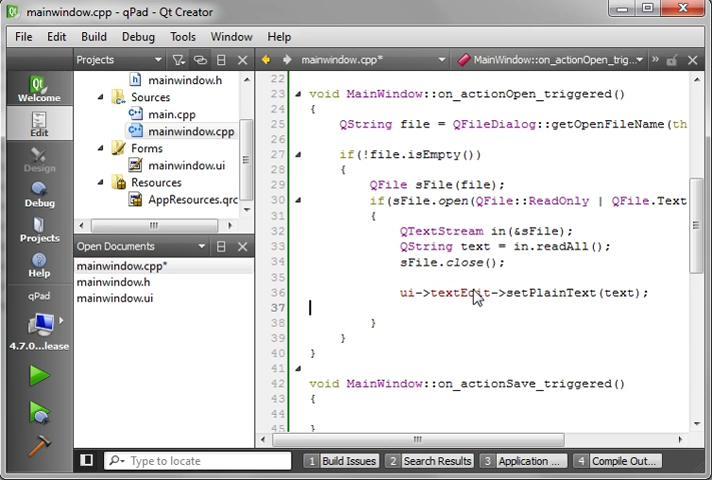 mainwindow.cpp - qPad - Qt Creator
File Edit Build Debug Tools Window Help
Projects
mainwindow.cpp*
MainWindow::on_actionOpen_trig...
Welcome
Edit
Design
Debug
Projects
Help
qPad
4.7.0...lease
mainwindow.h
Sources
main.cpp
mainwindow.cpp
Forms
mainwindow.ui
Resources
AppResources.qrc
Open Documents
mainwindow.cpp*
mainwindow.h
mainwindow.ui
22
23 void MainWindow::on_actionOpen_triggered()
24 {
25 QString file = QFileDialog::getOpenFileName(th
26
27 if(!file.isEmpty())
28 {
29 QFile sFile(file);
30 if(sFile.open(QFile::ReadOnly | QFile.Text
31 {
32 QTextStream in(&sFile);
33 QString text = in.readAll();
34 sFile.close();
35
36 ui->textEdit->setPlainText(text);
37
38 }
39 }
40 }
41
42 void MainWindow::on_actionSave_triggered()
43 {
44
45 }
Type to locate
1 Build Issues
2 Search Results
3 Application ...
4 Compile Out...